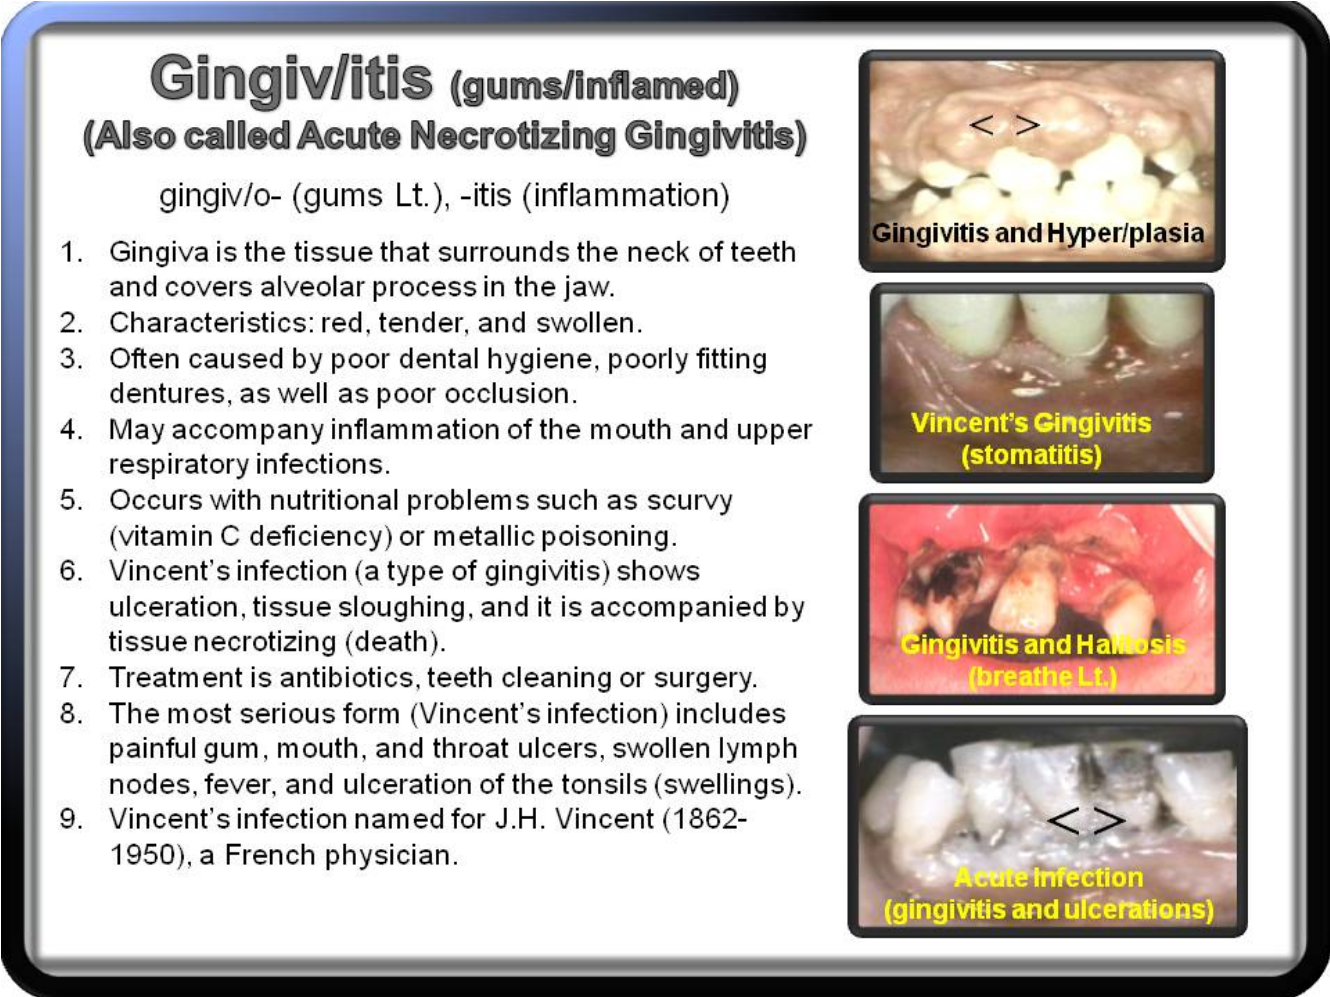 Gingiv/itis (gums/inflamed)
(Also called Acute Necrotizing Gingivitis)
gingiv/o- (gums Lt.), -itis (inflammation)
1. Gingiva is the tissue that surrounds the neck of teeth
and covers alveolar process in the jaw.
2. Characteristics: red, tender, and swollen.
3. Often caused by poor dental hygiene, poorly fitting
dentures, as well as poor occlusion.
4. May accompany inflammation of the mouth and upper
respiratory infections.
5. Occurs with nutritional problems such as scurvy
(vitamin C deficiency) or metallic poisoning.
6. Vincent's infection (a type of gingivitis) shows
ulceration, tissue sloughing, and it is accompanied by
tissue necrotizing (death).
7. Treatment is antibiotics, teeth cleaning or surgery.
8. The most serious form (Vincent's infection) includes
painful gum, mouth, and throat ulcers, swollen lymph
nodes, fever, and ulceration of the tonsils (swellings).
9. Vincent's infection named for J.H. Vincent (1862-
1950), a French physician.
< >
Gingivitis and Hyper/plasia
Vincent's Gingivitis
(stomatitis)
Gingivitis and Halitosis
(breathe Lt.)
< >
Acute Infection
(gingivitis and ulcerations)